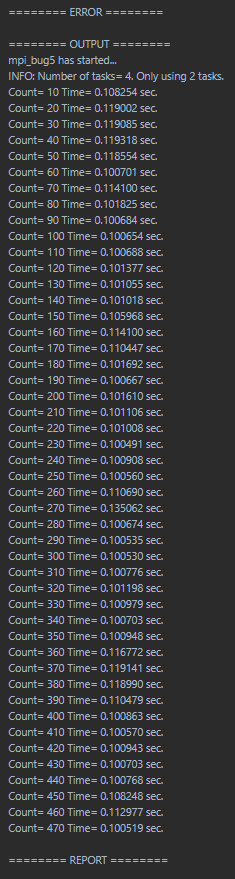 ======== ERROR ========
======== OUTPUT ========
mpi_bug5 has started...
INFO: Number of tasks= 4. Only using 2 tasks.
Count= 10 Time= 0.108254 sec.
Count= 20 Time= 0.119002 sec.
Count= 30 Time= 0.119085 sec.
Count= 40 Time= 0.119318 sec.
Count= 50 Time= 0.118554 sec.
Count= 60 Time= 0.100701 sec.
Count= 70 Time= 0.114100 sec.
Count= 80 Time= 0.101825 sec.
Count= 90 Time= 0.100684 sec.
Count= 100 Time= 0.100654 sec.
Count= 110 Time= 0.100688 sec.
Count= 120 Time= 0.101377 sec.
Count= 130 Time= 0.101055 sec.
Count= 140 Time= 0.101018 sec.
Count= 150 Time= 0.105968 sec.
Count= 160 Time= 0.114100 sec.
Count= 170 Time= 0.110447 sec.
Count= 180 Time= 0.101692 sec.
Count= 190 Time= 0.100667 sec.
Count= 200 Time= 0.101610 sec.
Count= 210 Time= 0.101106 sec.
Count= 220 Time= 0.101008 sec.
Count= 230 Time= 0.100491 sec.
Count= 240 Time= 0.100908 sec.
Count= 250 Time= 0.100560 sec.
Count= 260 Time= 0.110690 sec.
Count= 270 Time= 0.135062 sec.
Count= 280 Time= 0.100674 sec.
Count= 290 Time= 0.100535 sec.
Count= 300 Time= 0.100530 sec.
Count= 310 Time= 0.100776 sec.
Count= 320 Time= 0.101198 sec.
Count= 330 Time= 0.100979 sec.
Count= 340 Time= 0.100703 sec.
Count= 350 Time= 0.100948 sec.
Count= 360 Time= 0.116772 sec.
Count= 370 Time= 0.119141 sec.
Count= 380 Time= 0.118990 sec.
Count= 390 Time= 0.110479 sec.
Count= 400 Time= 0.100863 sec.
Count= 410 Time= 0.100570 sec.
Count= 420 Time= 0.100943 sec.
Count= 430 Time= 0.100703 sec.
Count= 440 Time= 0.100768 sec.
Count= 450 Time= 0.108248 sec.
Count= 460 Time= 0.112977 sec.
Count= 470 Time= 0.100519 sec.
======== REPORT ========